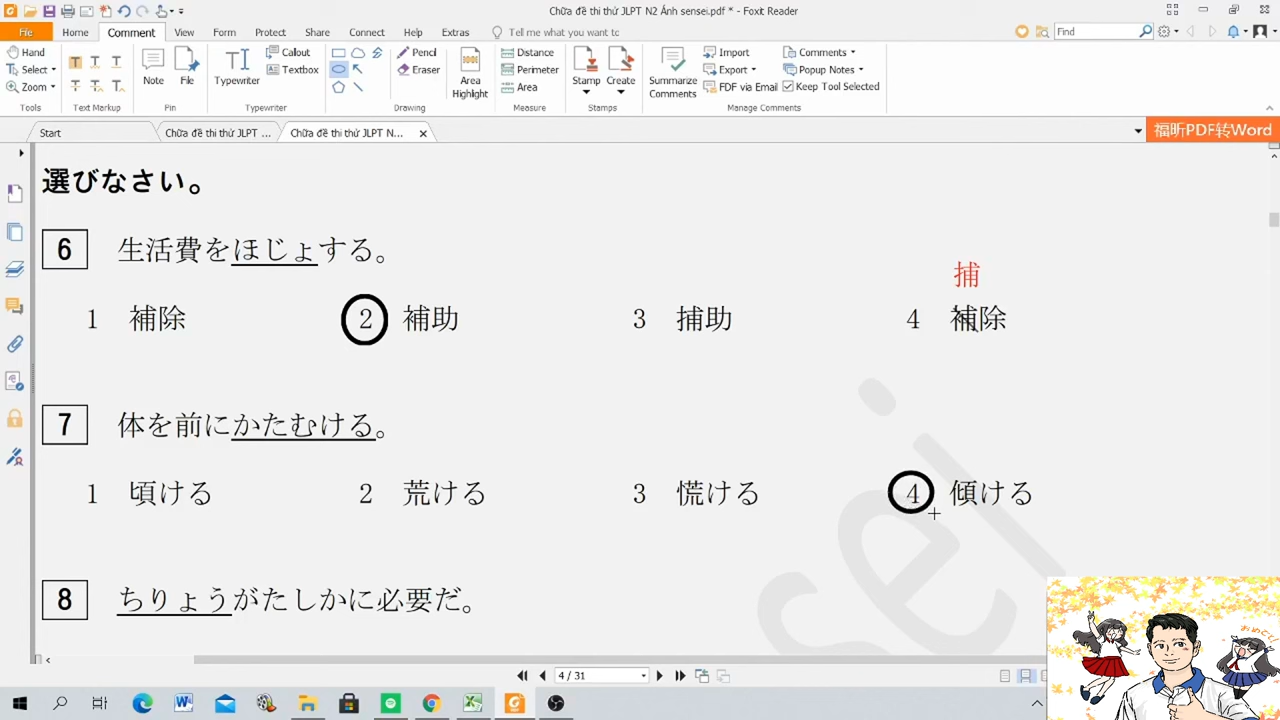 Chữa đề thi thử JLPT N2 Ánh sensei.pdf * - Foxit Reader
File Home Comment View Form Protect Share Connect Help Extras Tell me what you want to Find
Hand
Select
Zoom
Tools
Text Markup
Note
File
Pin
Typewriter
Callout
Textbox
Typewriter
Pencil
Eraser
Drawing
Area Highlight
Distance
Perimeter
Area
Measure
Stamp
Create
Stamps
Summarize Comments
Import
Export
FDF via Email
Comments
Popup Notes
Keep Tool Selected
Manage Comments
Start
Chữa đề thi thử JLPT ...
Chữa đề thi thử JLPT N...
福昕PDF转Word
選びなさい。
6 生活費をほじょする。
捕
1 補除 2 補助 3 捕助 4 補除
7 体を前にかたむける。
1 頃ける 2 荒ける 3 慌ける 4 傾ける
8 ちりょうがたしかに必要だ。
sei
おめでとう!
4 / 31